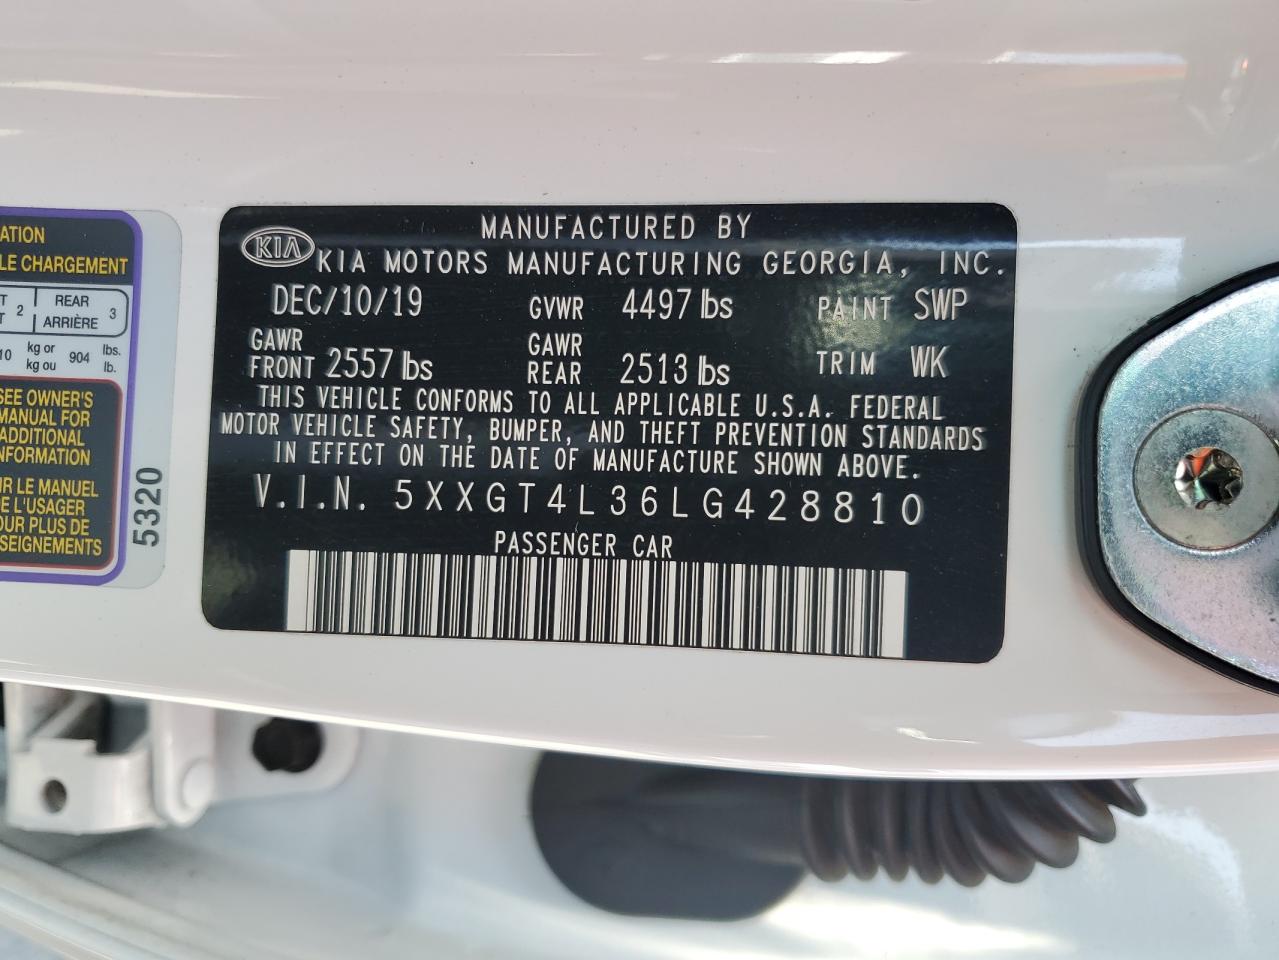 ATION
LE CHARGEMENT
T 2 REAR 3
T ARRIÈRE
10 kg or 904 lbs.
kg ou lb.
SEE OWNER'S
MANUAL FOR
ADDITIONAL
NFORMATION
IR LE MANUEL
E L'USAGER
OUR PLUS DE
SEIGNEMENTS
5320
KIA
MANUFACTURED BY
KIA MOTORS MANUFACTURING GEORGIA, INC.
DEC/10/19 GVWR 4497 lbs PAINT SWP
GAWR FRONT 2557 lbs GAWR REAR 2513 lbs TRIM WK
THIS VEHICLE CONFORMS TO ALL APPLICABLE U.S.A. FEDERAL
MOTOR VEHICLE SAFETY, BUMPER, AND THEFT PREVENTION STANDARDS
IN EFFECT ON THE DATE OF MANUFACTURE SHOWN ABOVE.
V.I.N. 5XXGT4L36LG428810
PASSENGER CAR